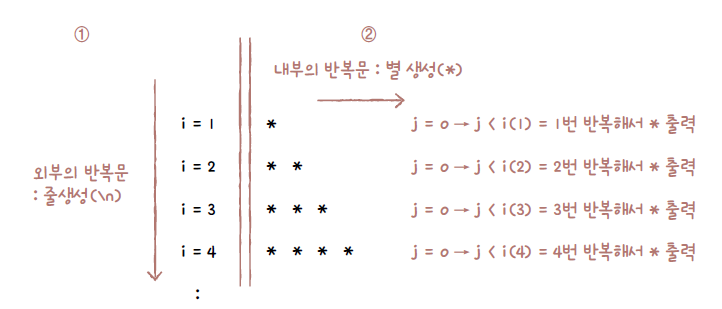 ① ②
내부의 반복문 : 별 생성(*)
i = 1 * j = 0 → j < i(1) = 1번 반복해서 * 출력
외부의 반복문
: 줄생성(\n)
i = 2 * * j = 0 → j < i(2) = 2번 반복해서 * 출력
i = 3 * * * j = 0 → j < i(3) = 3번 반복해서 * 출력
i = 4 * * * * j = 0 → j < i(4) = 4번 반복해서 * 출력
: